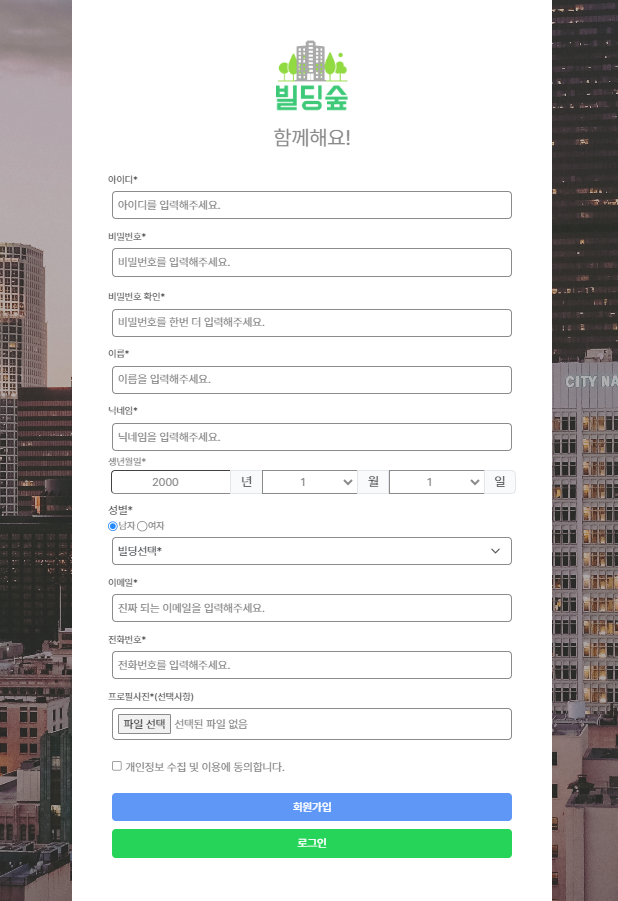 빌딩숲
함께해요!
아이디*
아이디를 입력해주세요.
비밀번호*
비밀번호를 입력해주세요.
비밀번호 확인*
비밀번호를 한번 더 입력해주세요.
이름*
이름을 입력해주세요.
CITY NA
닉네임*
닉네임을 입력해주세요.
생년월일*
2000 년 1 월 1 일
성별*
남자 여자
빌딩선택*
이메일*
진짜 되는 이메일을 입력해주세요.
전화번호*
전화번호를 입력해주세요.
프로필사진*(선택사항)
파일 선택 선택된 파일 없음
개인정보 수집 및 이용에 동의합니다.
회원가입
로그인